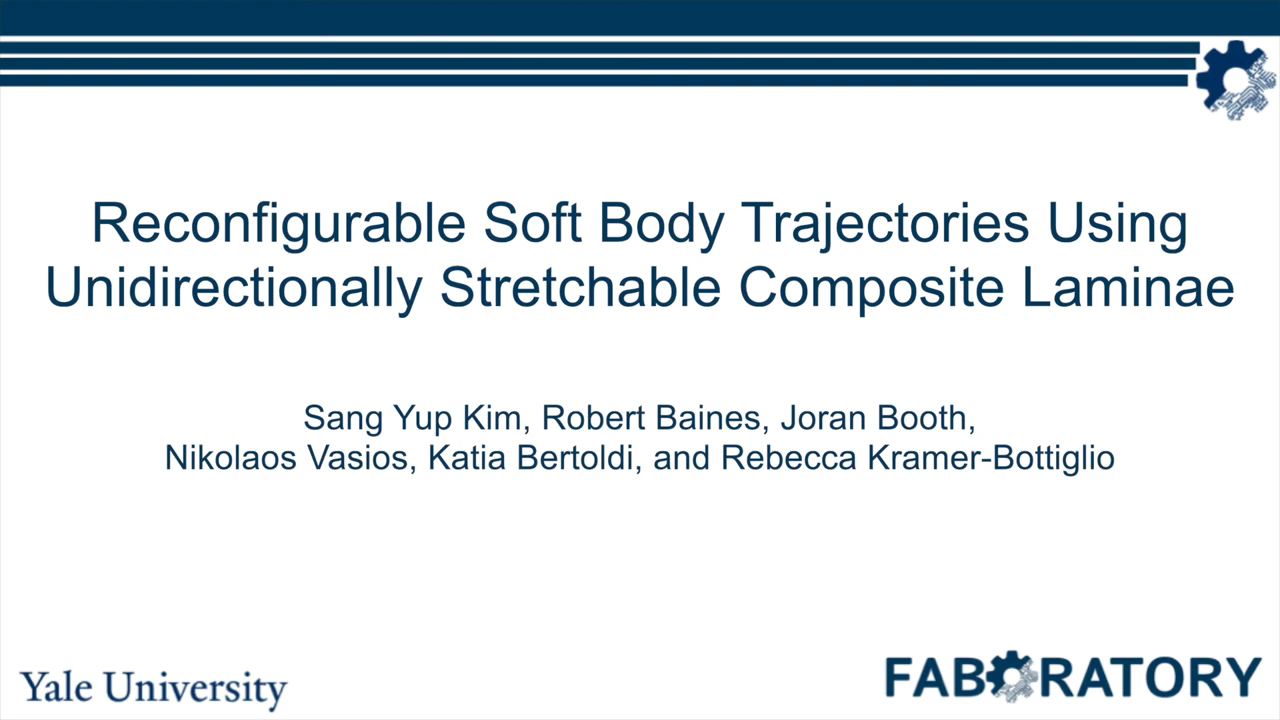 Reconfigurable Soft Body Trajectories Using
Unidirectionally Stretchable Composite Laminae
Sang Yup Kim, Robert Baines, Joran Booth,
Nikolaos Vasios, Katia Bertoldi, and Rebecca Kramer-Bottiglio
Yale University
FABORATORY